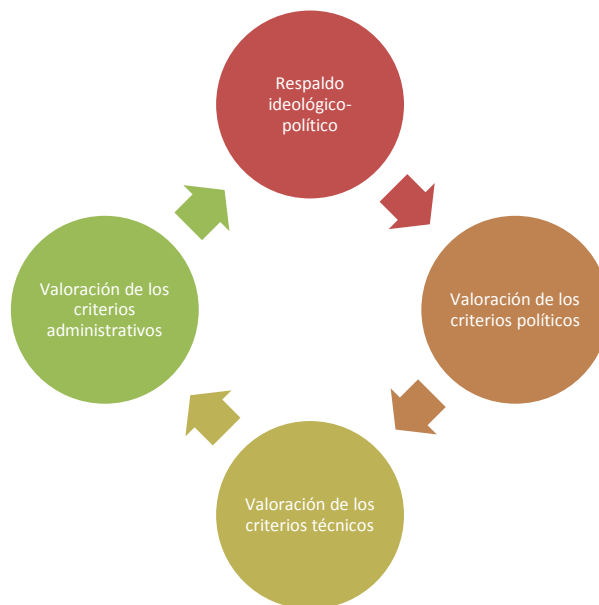 Respaldo
ideológico-
político
Valoración de los
criterios políticos
Valoración de los
criterios técnicos
Valoración de los
criterios
administrativos